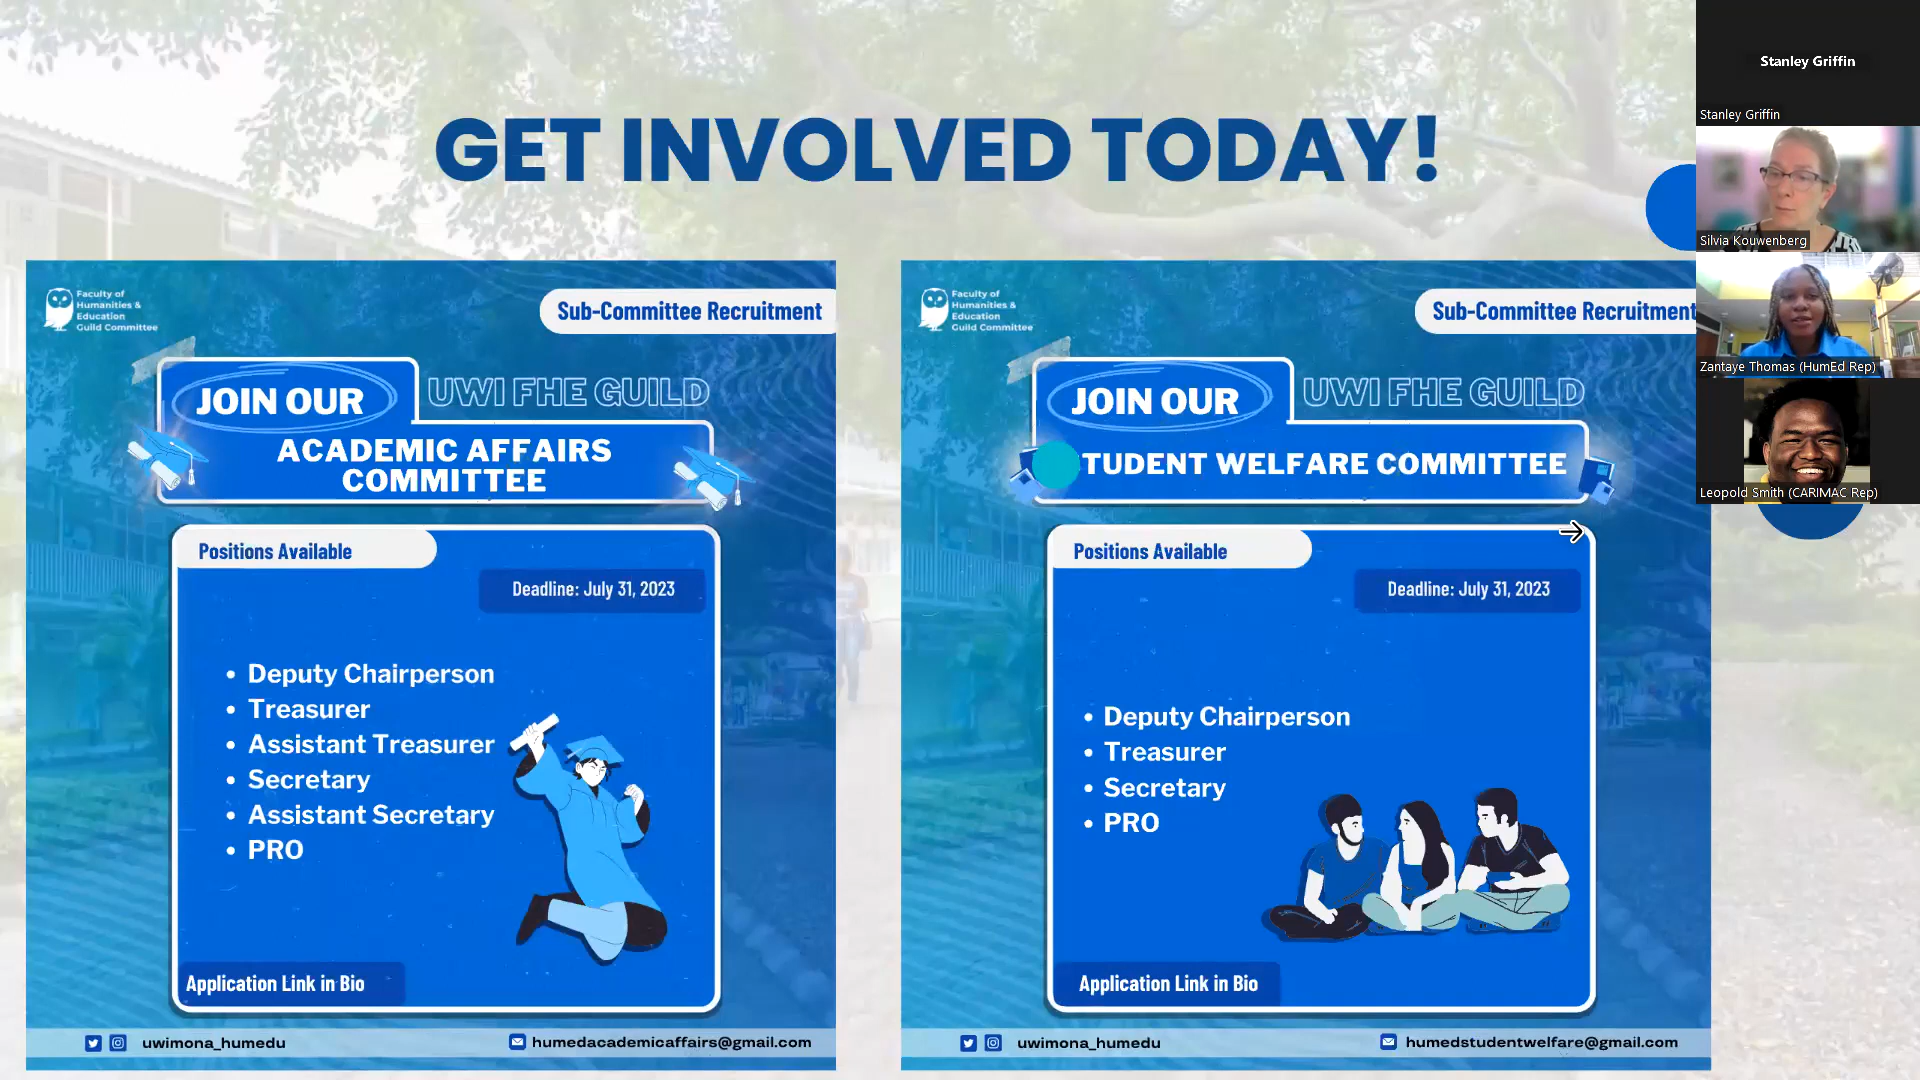 GET INVOLVED TODAY!
Faculty of
Humanities &
Education
Guild Committee
Sub-Committee Recruitment
JOIN OUR
UWI FHE GUILD
ACADEMIC AFFAIRS
COMMITTEE
Positions Available
Deadline: July 31, 2023
• Deputy Chairperson
• Treasurer
• Assistant Treasurer
• Secretary
• Assistant Secretary
• PRO
Application Link in Bio
uwimona_humedu
humedacademicaffairs@gmail.com
Faculty of
Humanities &
Education
Guild Committee
Sub-Committee Recruitment
JOIN OUR
UWI FHE GUILD
TUDENT WELFARE COMMITTEE
Positions Available
Deadline: July 31, 2023
• Deputy Chairperson
• Treasurer
• Secretary
• PRO
Application Link in Bio
uwimona_humedu
humedstudentwelfare@gmail.com
Stanley Griffin
Stanley Griffin
Silvia Kouwenberg
Zantaye Thomas (HumEd Rep)
Leopold Smith (CARIMAC Rep)